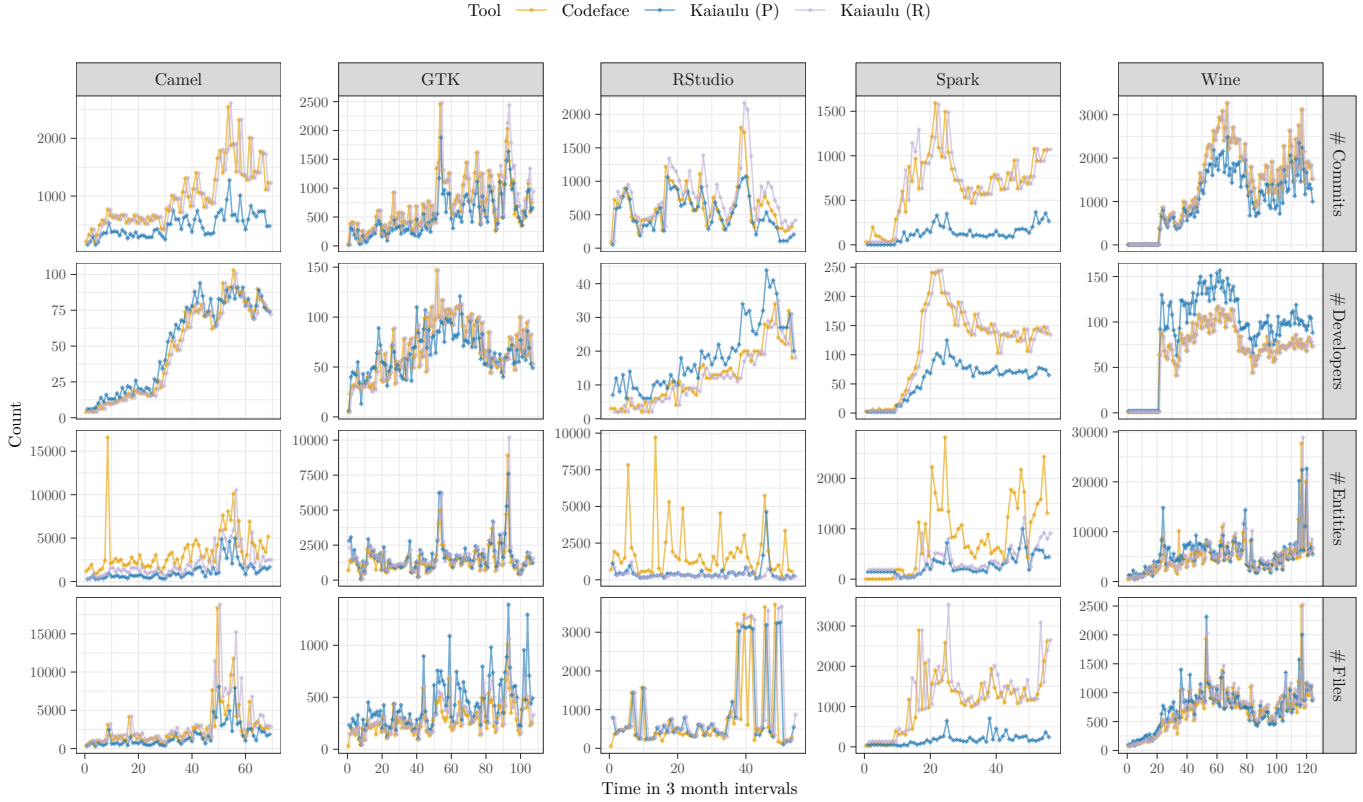 Tool Codeface Kaiaulu (P) Kaiaulu (R)
Camel GTK RStudio Spark Wine
# Commits
1000 2000
0 500 1000 1500 2000 2500
0 500 1000 1500 2000
0 500 1000 1500
0 1000 2000 3000
# Developers
0 25 50 75 100
0 50 100 150
0 10 20 30 40
0 50 100 150 200 250
0 50 100 150
# Entities
0 5000 10000 15000
0 2500 5000 7500 10000
0 2500 5000 7500 10000
0 1000 2000
0 10000 20000 30000
# Files
0 5000 10000 15000
0 500 1000
0 1000 2000 3000
0 1000 2000 3000
0 500 1000 1500 2000 2500
0 20 40 60
0 20 40 60 80 100
0 20 40
0 20 40
0 20 40 60 80 100 120
Count
Time in 3 month intervals